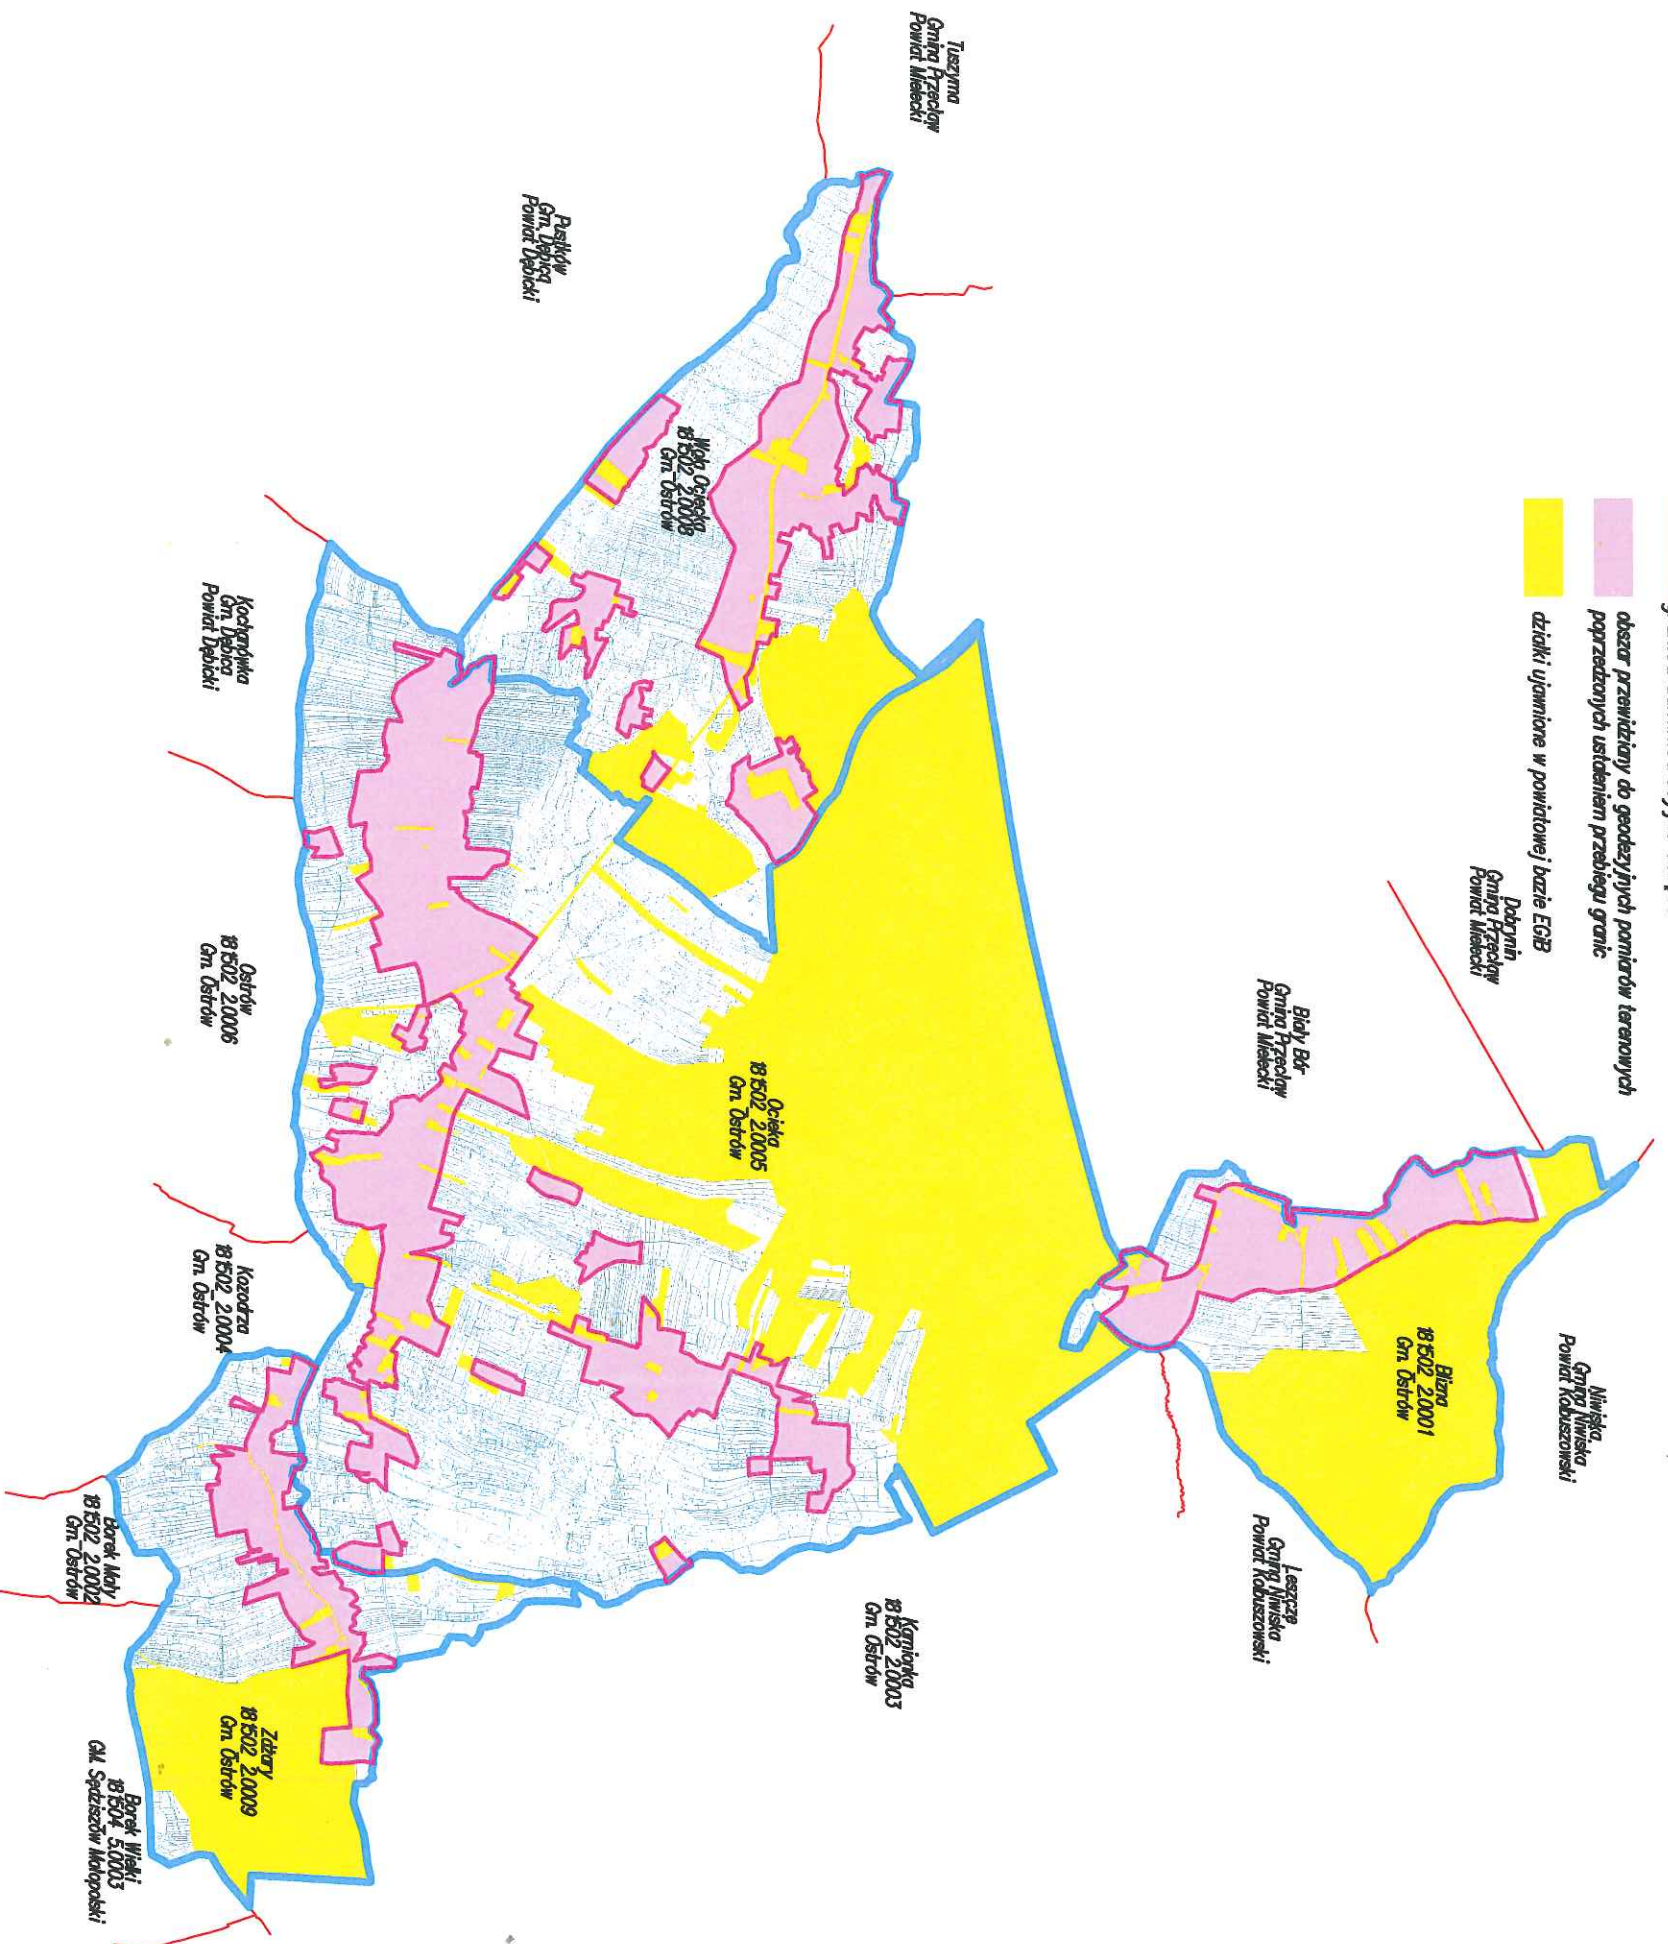 obszar przewidziany do geodezyjnych pomiarów terenowych
poprzedzonych ustaleniem przebiegu granic
działki ujawnione w powiatowej bazie EGiB
Tuszyma
Gmina Przecław
Powiat Mielecki
Pustków
Gm. Dębica
Powiat Dębicki
Wola Ociecka
181502_2.0008
Gm. Ostrów
Kochanówka
Gm. Dębica
Powiat Dębicki
Dobrynin
Gmina Przecław
Powiat Mielecki
Biały Bór
Gmina Przecław
Powiat Mielecki
Ostrów
181502_2.0006
Gm. Ostrów
Ocieka
181502_2.0005
Gm. Ostrów
Kozodrza
181502_2.0004
Gm. Ostrów
Blizna
181502_2.0001
Gm. Ostrów
Niwiska
Gmina Niwiska
Powiat Kolbuszowski
Leszcze
Gmina Niwiska
Powiat Kolbuszowski
Kamionka
181502_2.0003
Gm. Ostrów
Borek Mały
181502_2.0002
Gm. Ostrów
Zdżary
181502_2.0009
Gm. Ostrów
Borek Wielki
181504_5.0003
GM. Sędziszów Małopolski